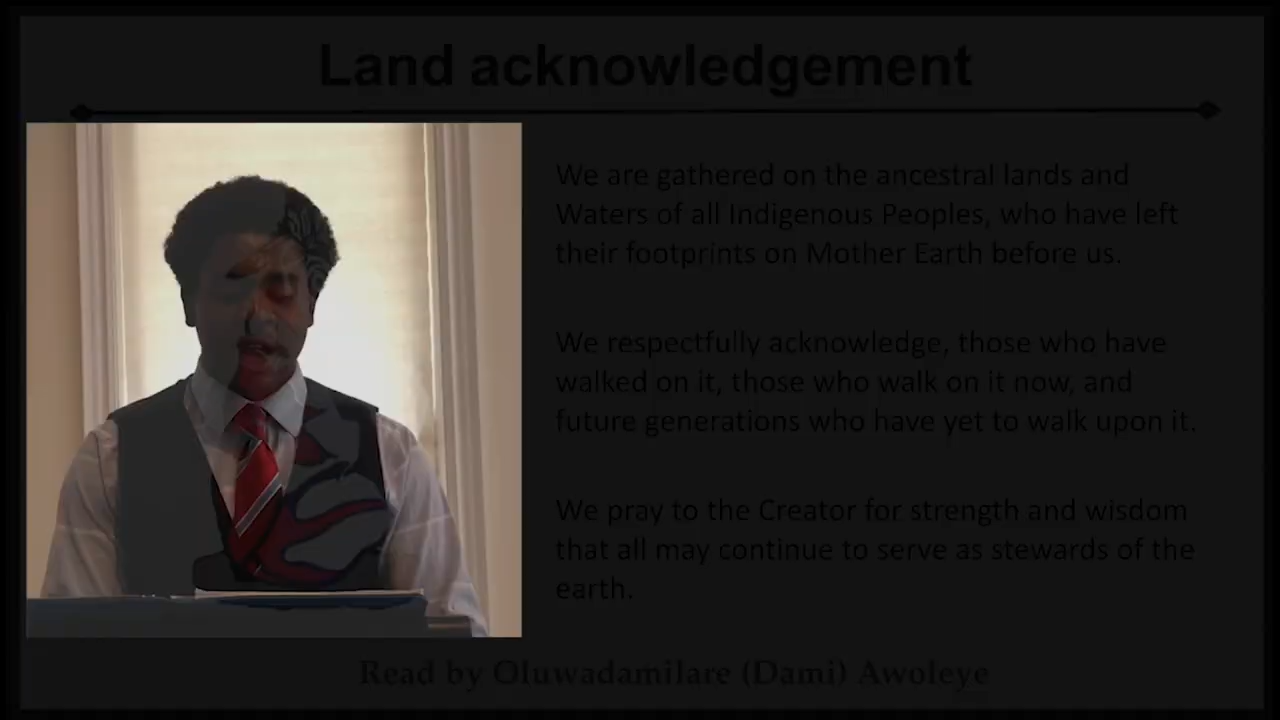 Land acknowledgement
We are gathered on the ancestral lands and
Waters of all Indigenous Peoples, who have left
their footprints on Mother Earth before us.
We respectfully acknowledge, those who have
walked on it, those who walk on it now, and
future generations who have yet to walk upon it.
We pray to the Creator for strength and wisdom
that all may continue to serve as stewards of the
earth.
Read by Oluwadamilare (Dami) Awoleye